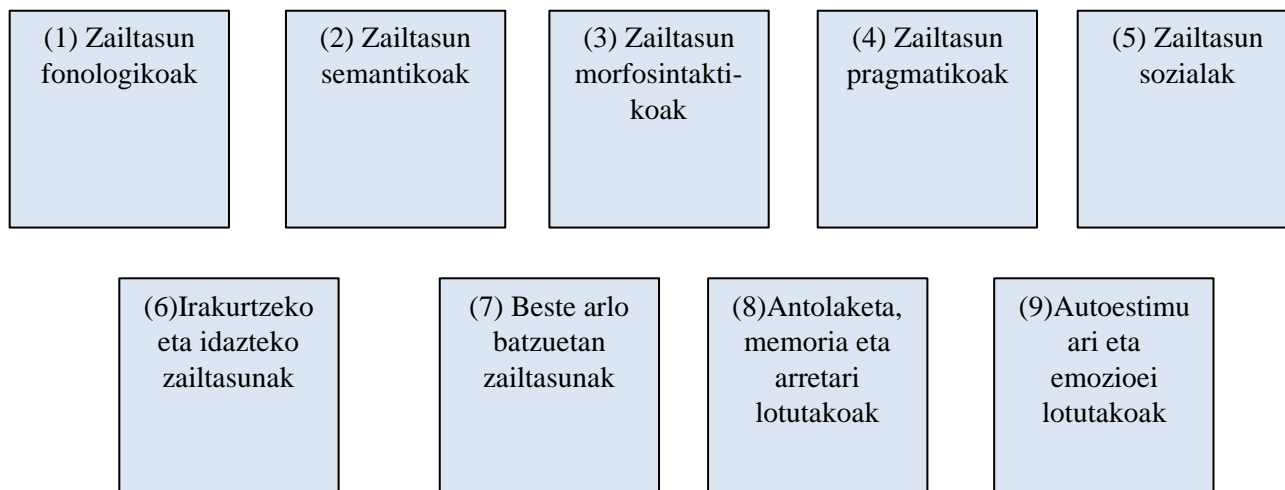 (1) Zailtasun
fonologikoak
(2) Zailtasun
semantikoak
(3) Zailtasun
morfosintakti-
koak
(4) Zailtasun
pragmatikoak
(5) Zailtasun
sozialak
(6)Irakurtzeko
eta idazteko
zailtasunak
(7) Beste arlo
batzuetan
zailtasunak
(8)Antolaketa,
memoria eta
arretari
lotutakoak
(9)Autoestimu
ari eta
emozioei
lotutakoak